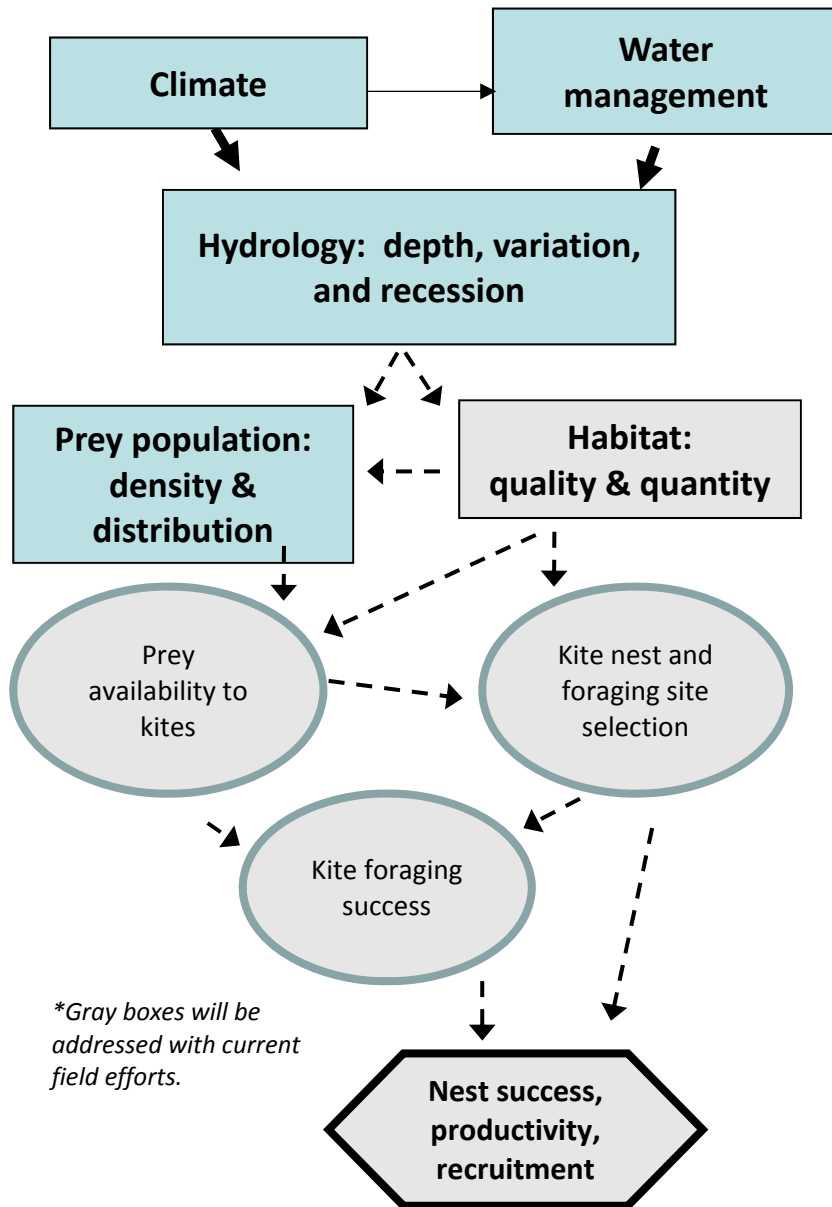 Climate
Water
management
Hydrology: depth, variation,
and recession
Prey population:
density &
distribution
Habitat:
quality & quantity
Prey
availability to
kites
Kite nest and
foraging site
selection
Kite foraging
success
*Gray boxes will be
addressed with current
field efforts.
Nest success,
productivity,
recruitment